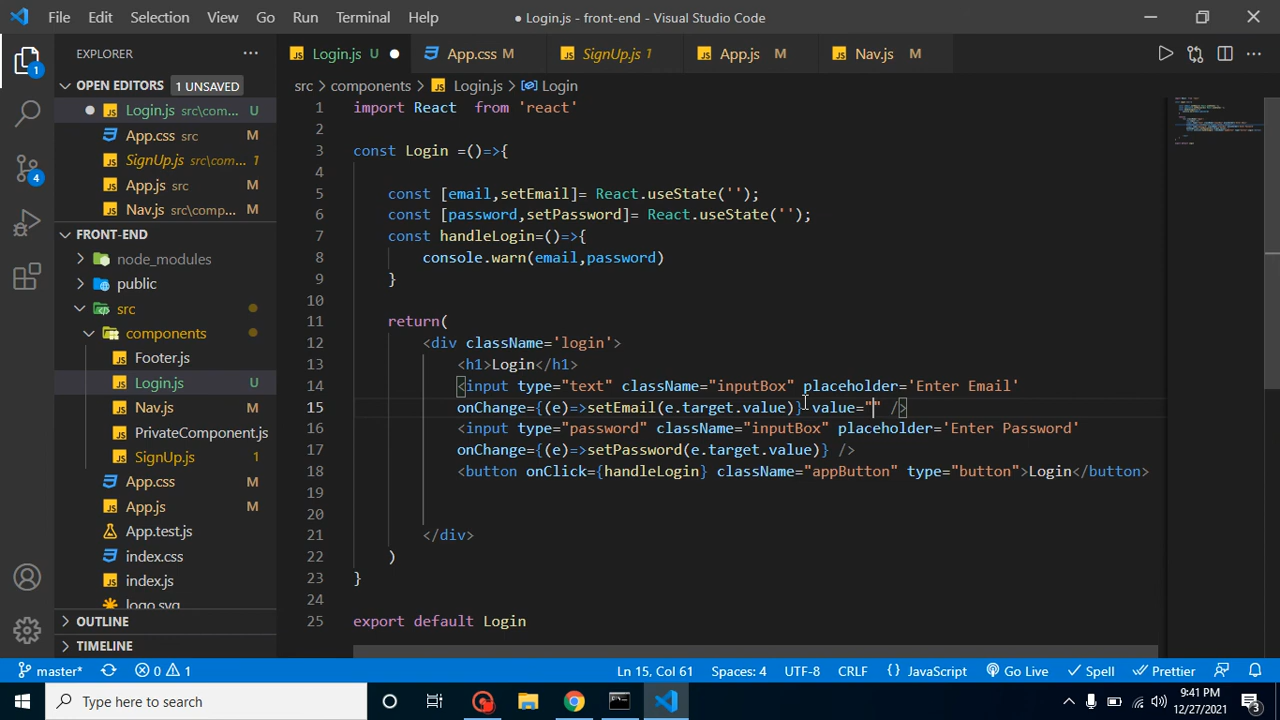 File Edit Selection View Go Run Terminal Help
● Login.js - front-end - Visual Studio Code
EXPLORER
OPEN EDITORS 1 UNSAVED
Login.js src\com... U
App.css src M
SignUp.js src\com... 1
App.js src M
Nav.js src\comp... M
FRONT-END
node_modules
public
src
components
Footer.js
Login.js U
Nav.js
PrivateComponent.js
SignUp.js 1
App.css M
App.js M
App.test.js
index.css
index.js
logo.svg
OUTLINE
TIMELINE
Login.js U
App.css M
SignUp.js 1
App.js M
Nav.js M
src > components > Login.js > Login
1 import React  from 'react'
2
3 const Login =()=>{
4
5 const [email,setEmail]= React.useState('');
6 const [password,setPassword]= React.useState('');
7 const handleLogin=()=>{
8 console.warn(email,password)
9 }
10
11 return(
12 <div className='login'>
13 <h1>Login</h1>
14 <input type="text" className="inputBox" placeholder='Enter Email'
15 onChange={(e)=>setEmail(e.target.value)} value="" />
16 <input type="password" className="inputBox" placeholder='Enter Password'
17 onChange={(e)=>setPassword(e.target.value)} />
18 <button onClick={handleLogin} className="appButton" type="button">Login</button>
19
20
21 </div>
22 )
23 }
24
25 export default Login
1
4
master* 0 1
Ln 15, Col 61 Spaces: 4 UTF-8 CRLF { } JavaScript Go Live Spell Prettier
Type here to search
9:41 PM
12/27/2021
3